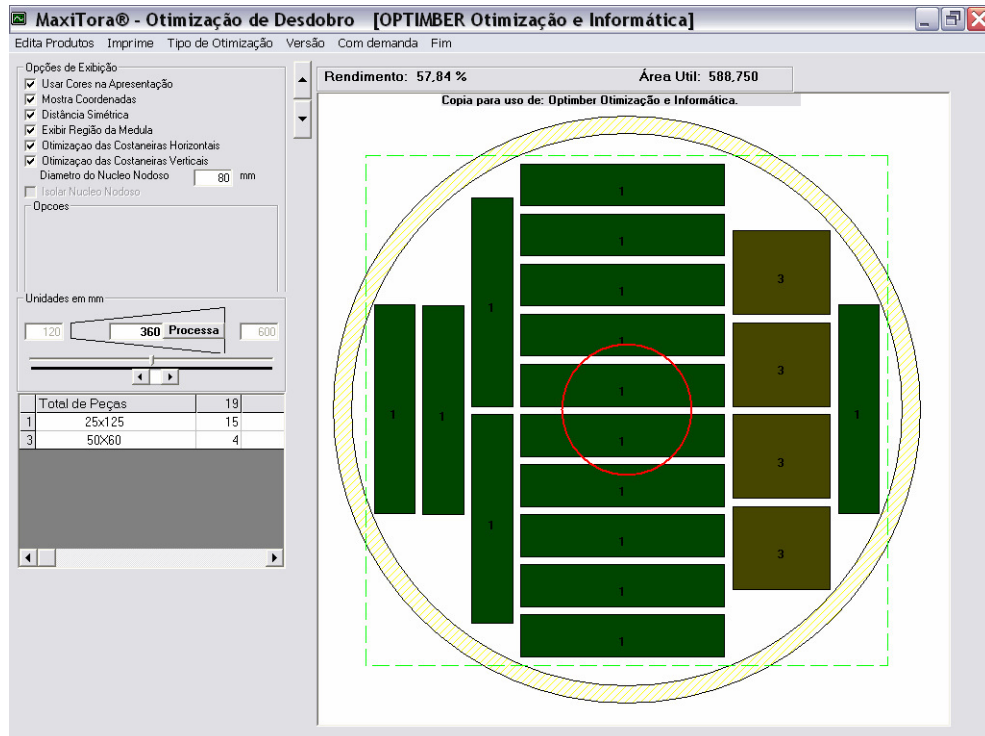 MaxiTora® - Otimização de Desdobro [OPTIMBER Otimização e Informática]
Edita Produtos Imprime Tipo de Otimização Versão Com demanda Fim
Opções de Exibição
Usar Cores na Apresentação
Mostra Coordenadas
Distância Simétrica
Exibir Região da Medula
Otimizaçao das Costaneiras Horizontais
Otimizaçao das Costaneiras Verticais
Diametro do Nucleo Nodoso 80 mm
Isolar Nucleo Nodoso
Opcoes
Unidades em mm
120 360 Processa 600
Total de Peças 19
1 25x125 15
3 50X60 4
Rendimento: 57,84 % Área Util: 588,750
Copia para uso de: Optimber Otimização e Informática.
1
1
3
1
1
1
3
1
1
1
1
1
3
1
1
1
3
1
1